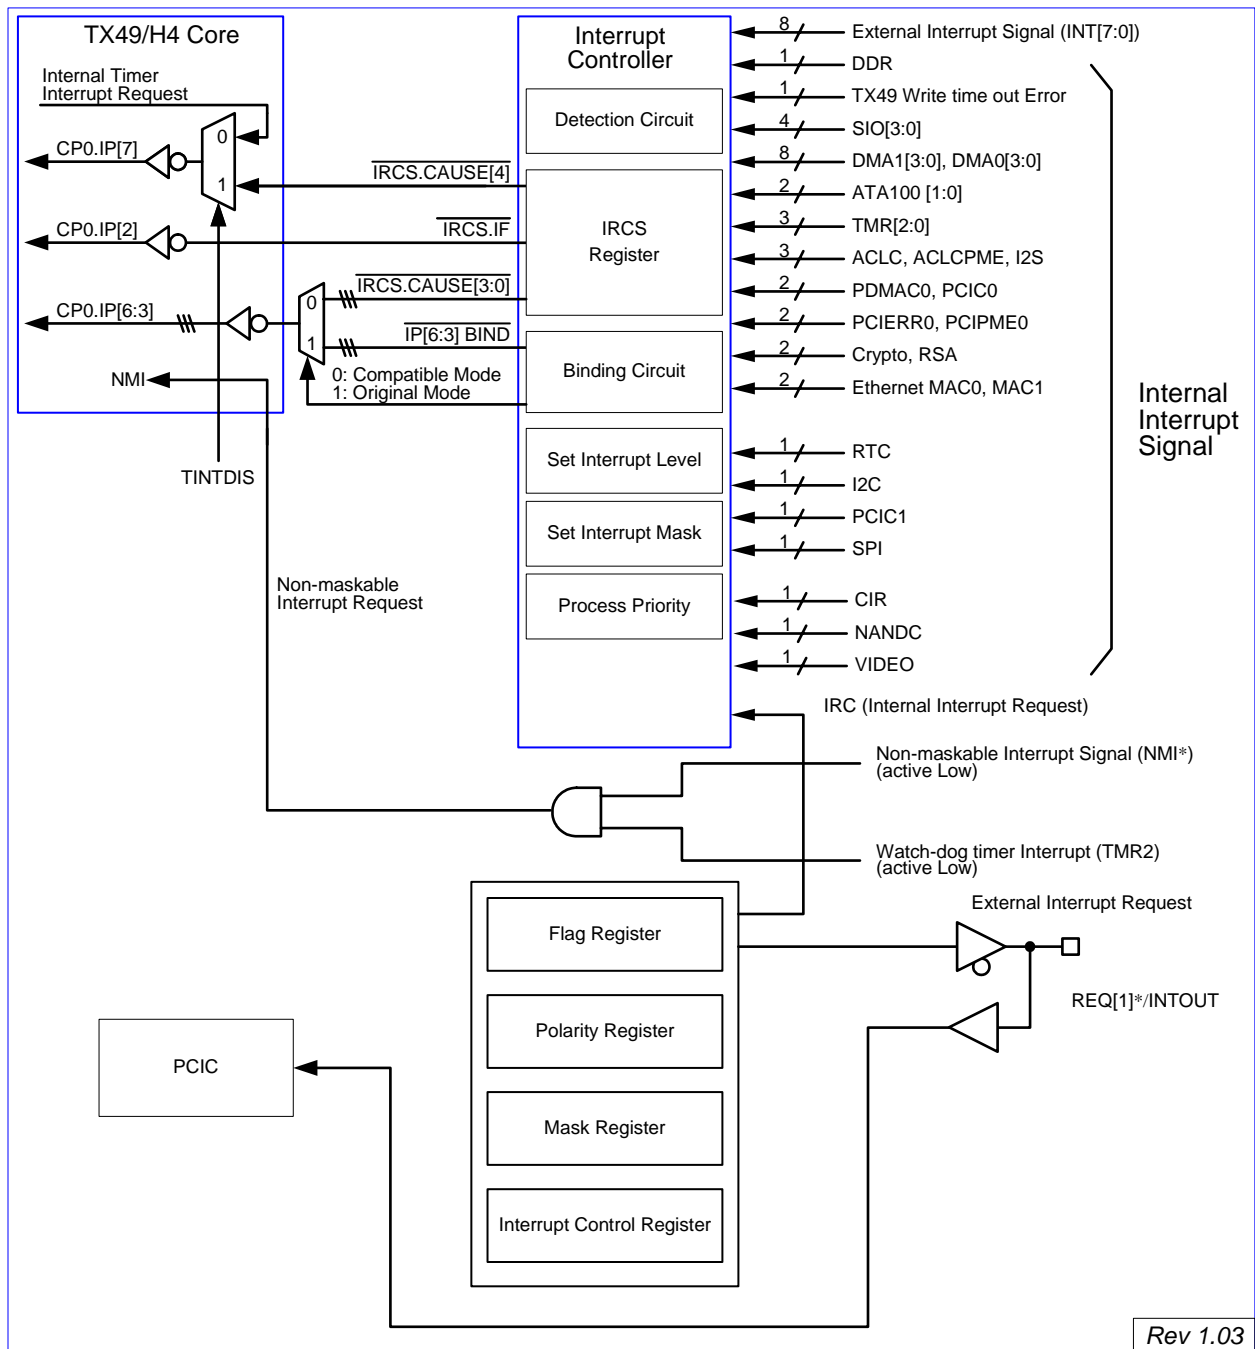 TX49/H4 Core
Internal Timer
Interrupt Request
0
1
CP0.IP[7]
CP0.IP[2]
CP0.IP[6:3]
NMI
TINTDIS
IRCS.CAUSE[4]
IRCS.IF
IRCS.CAUSE[3:0]
0
1
IP[6:3] BIND
0: Compatible Mode
1: Original Mode
Non-maskable
Interrupt Request
Interrupt
Controller
Detection Circuit
IRCS
Register
Binding Circuit
Set Interrupt Level
Set Interrupt Mask
Process Priority
8 External Interrupt Signal (INT[7:0])
1 DDR
1 TX49 Write time out Error
4 SIO[3:0]
8 DMA1[3:0], DMA0[3:0]
2 ATA100 [1:0]
3 TMR[2:0]
3 ACLC, ACLCPME, I2S
2 PDMAC0, PCIC0
2 PCIERR0, PCIPME0
2 Crypto, RSA
2 Ethernet MAC0, MAC1
1 RTC
1 I2C
1 PCIC1
1 SPI
1 CIR
1 NANDC
1 VIDEO
Internal
Interrupt
Signal
IRC (Internal Interrupt Request)
Non-maskable Interrupt Signal (NMI*)
(active Low)
Watch-dog timer Interrupt (TMR2)
(active Low)
External Interrupt Request
REQ[1]*/INTOUT
Flag Register
Polarity Register
Mask Register
Interrupt Control Register
PCIC
Rev 1.03